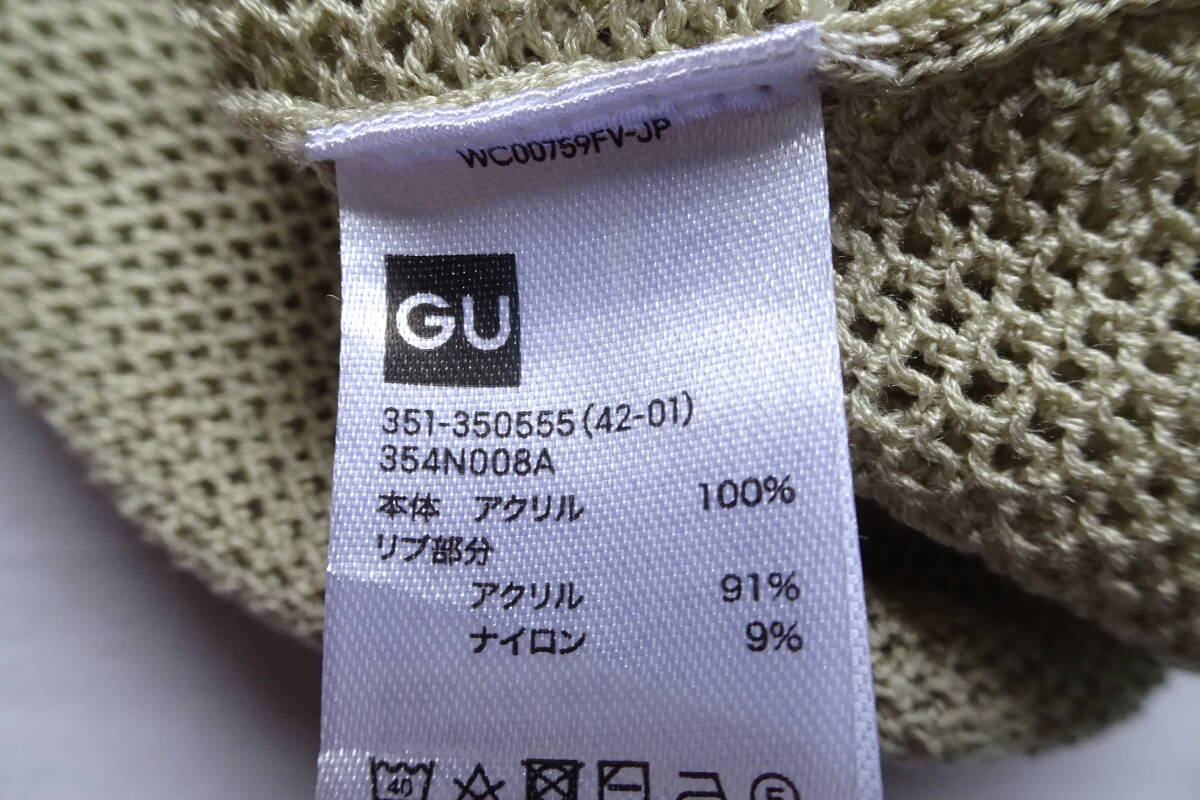 WC00759FV-JP
GU
351-350555(42-01)
354N008A
本体 アクリル 100%
リブ部分
アクリル 91%
ナイロン 9%
40